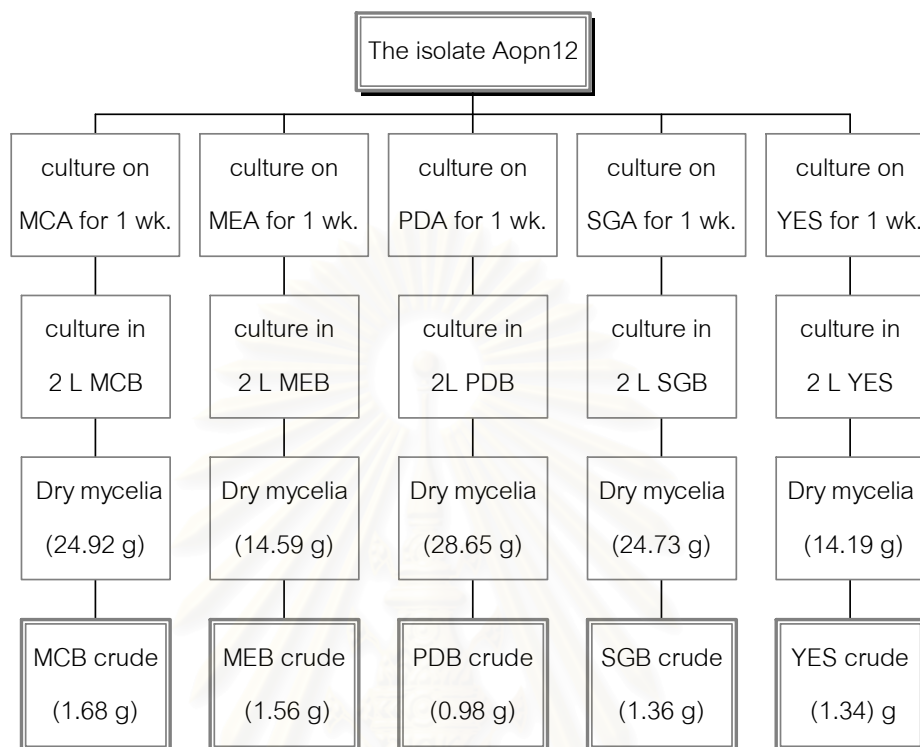 The isolate Aopn12
culture on
MCA for 1 wk.
culture on
MEA for 1 wk.
culture on
PDA for 1 wk.
culture on
SGA for 1 wk.
culture on
YES for 1 wk.
culture in
2 L MCB
culture in
2 L MEB
culture in
2L PDB
culture in
2 L SGB
culture in
2 L YES
Dry mycelia
(24.92 g)
Dry mycelia
(14.59 g)
Dry mycelia
(28.65 g)
Dry mycelia
(24.73 g)
Dry mycelia
(14.19 g)
MCB crude
(1.68 g)
MEB crude
(1.56 g)
PDB crude
(0.98 g)
SGB crude
(1.36 g)
YES crude
(1.34) g